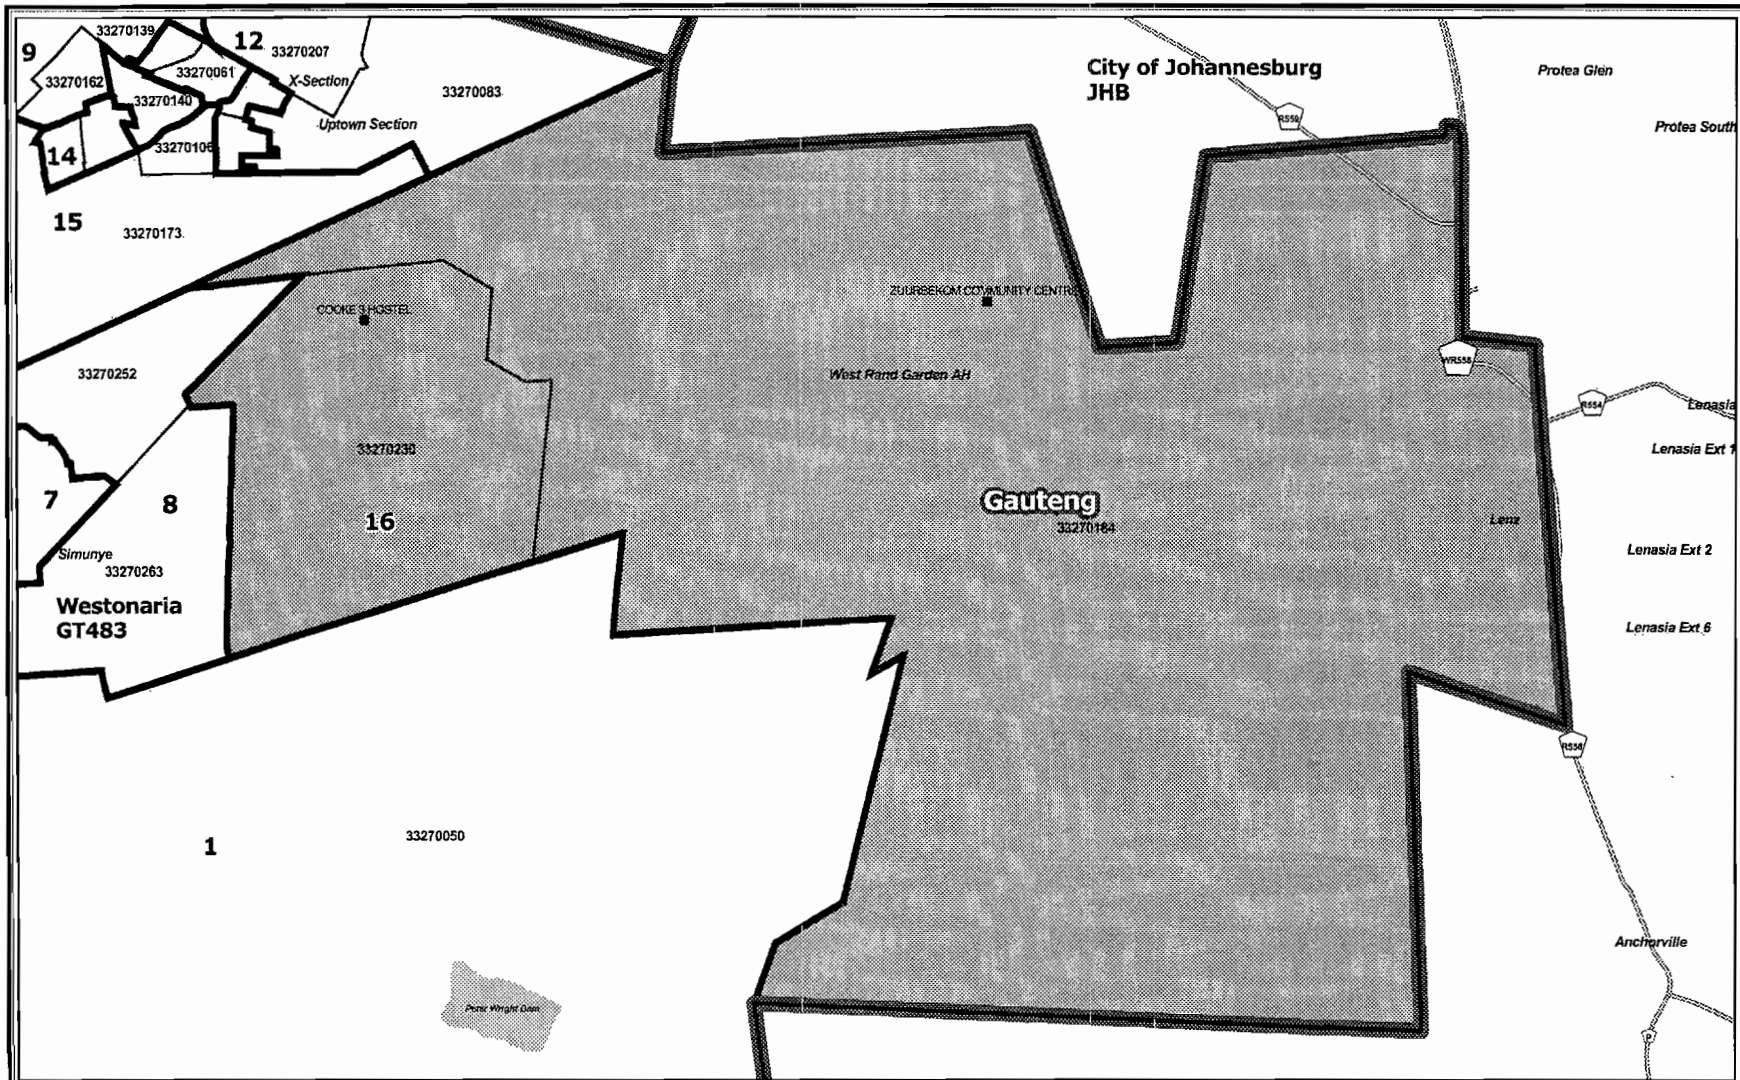 33270139
9
12
33270207
33270162
33270061
X-Section
33270140
33270083
Uptown Section
14
33270106
15
33270173
City of Johannesburg
JHB
R559
Protea Glen
Protea South
COOKE 3 HOSTEL
ZUURBEKOM COMMUNITY CENTRE
West Rand Garden AH
WR558
R554
Lenasia
Lenasia Ext 1
33270252
33270230
7
8
16
Gauteng
33270184
Lenz
Simunye
33270263
Lenasia Ext 2
Westonaria
GT483
Lenasia Ext 6
R558
1
33270050
Anchorville
Peter Wright Dam
P